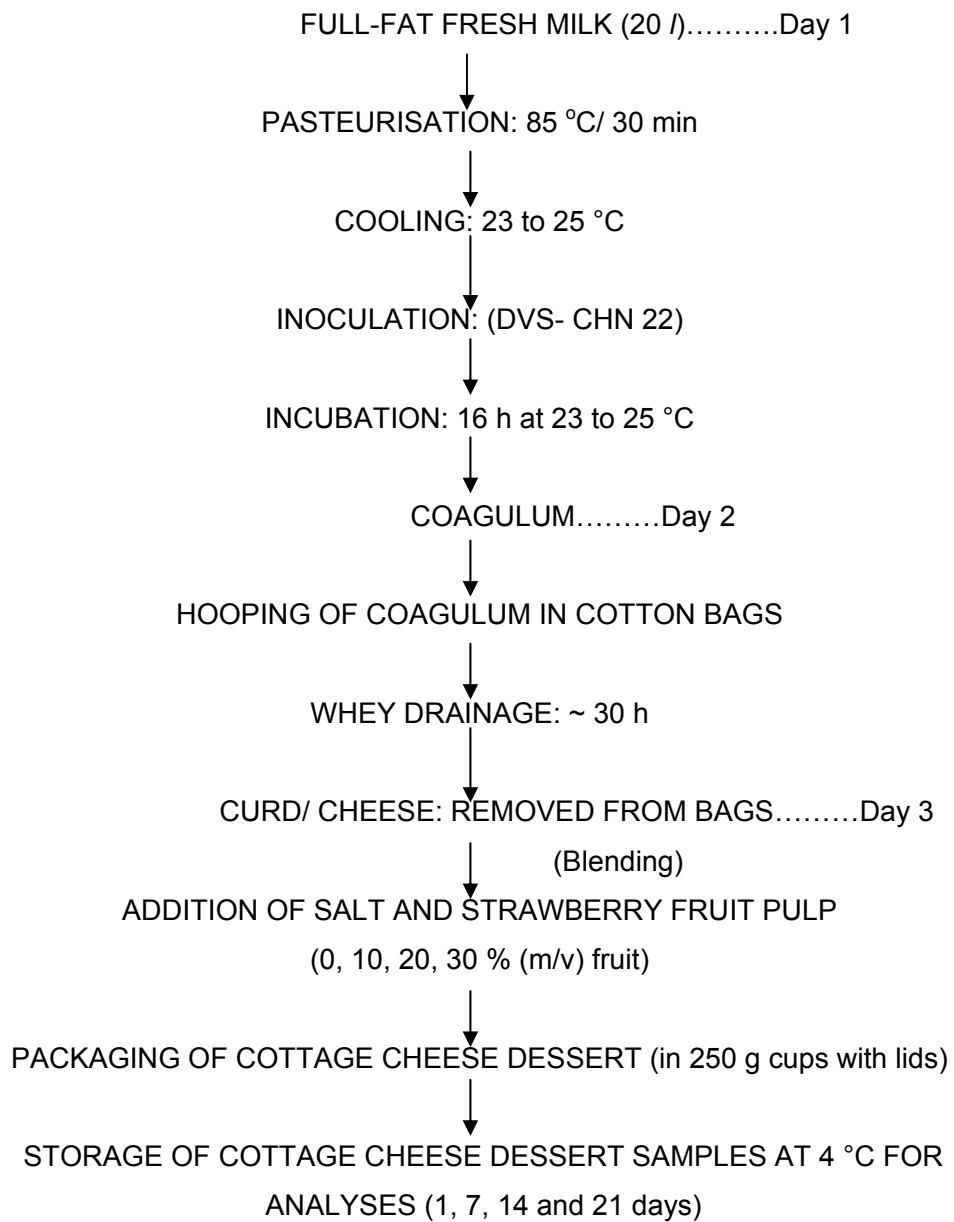 FULL-FAT FRESH MILK (20 l)……….Day 1
PASTEURISATION: 85 °C/ 30 min
COOLING: 23 to 25 °C
INOCULATION: (DVS- CHN 22)
INCUBATION: 16 h at 23 to 25 °C
COAGULUM………Day 2
HOOPING OF COAGULUM IN COTTON BAGS
WHEY DRAINAGE: ~ 30 h
CURD/ CHEESE: REMOVED FROM BAGS………Day 3
(Blending)
ADDITION OF SALT AND STRAWBERRY FRUIT PULP
(0, 10, 20, 30 % (m/v) fruit)
PACKAGING OF COTTAGE CHEESE DESSERT (in 250 g cups with lids)
STORAGE OF COTTAGE CHEESE DESSERT SAMPLES AT 4 °C FOR
ANALYSES (1, 7, 14 and 21 days)